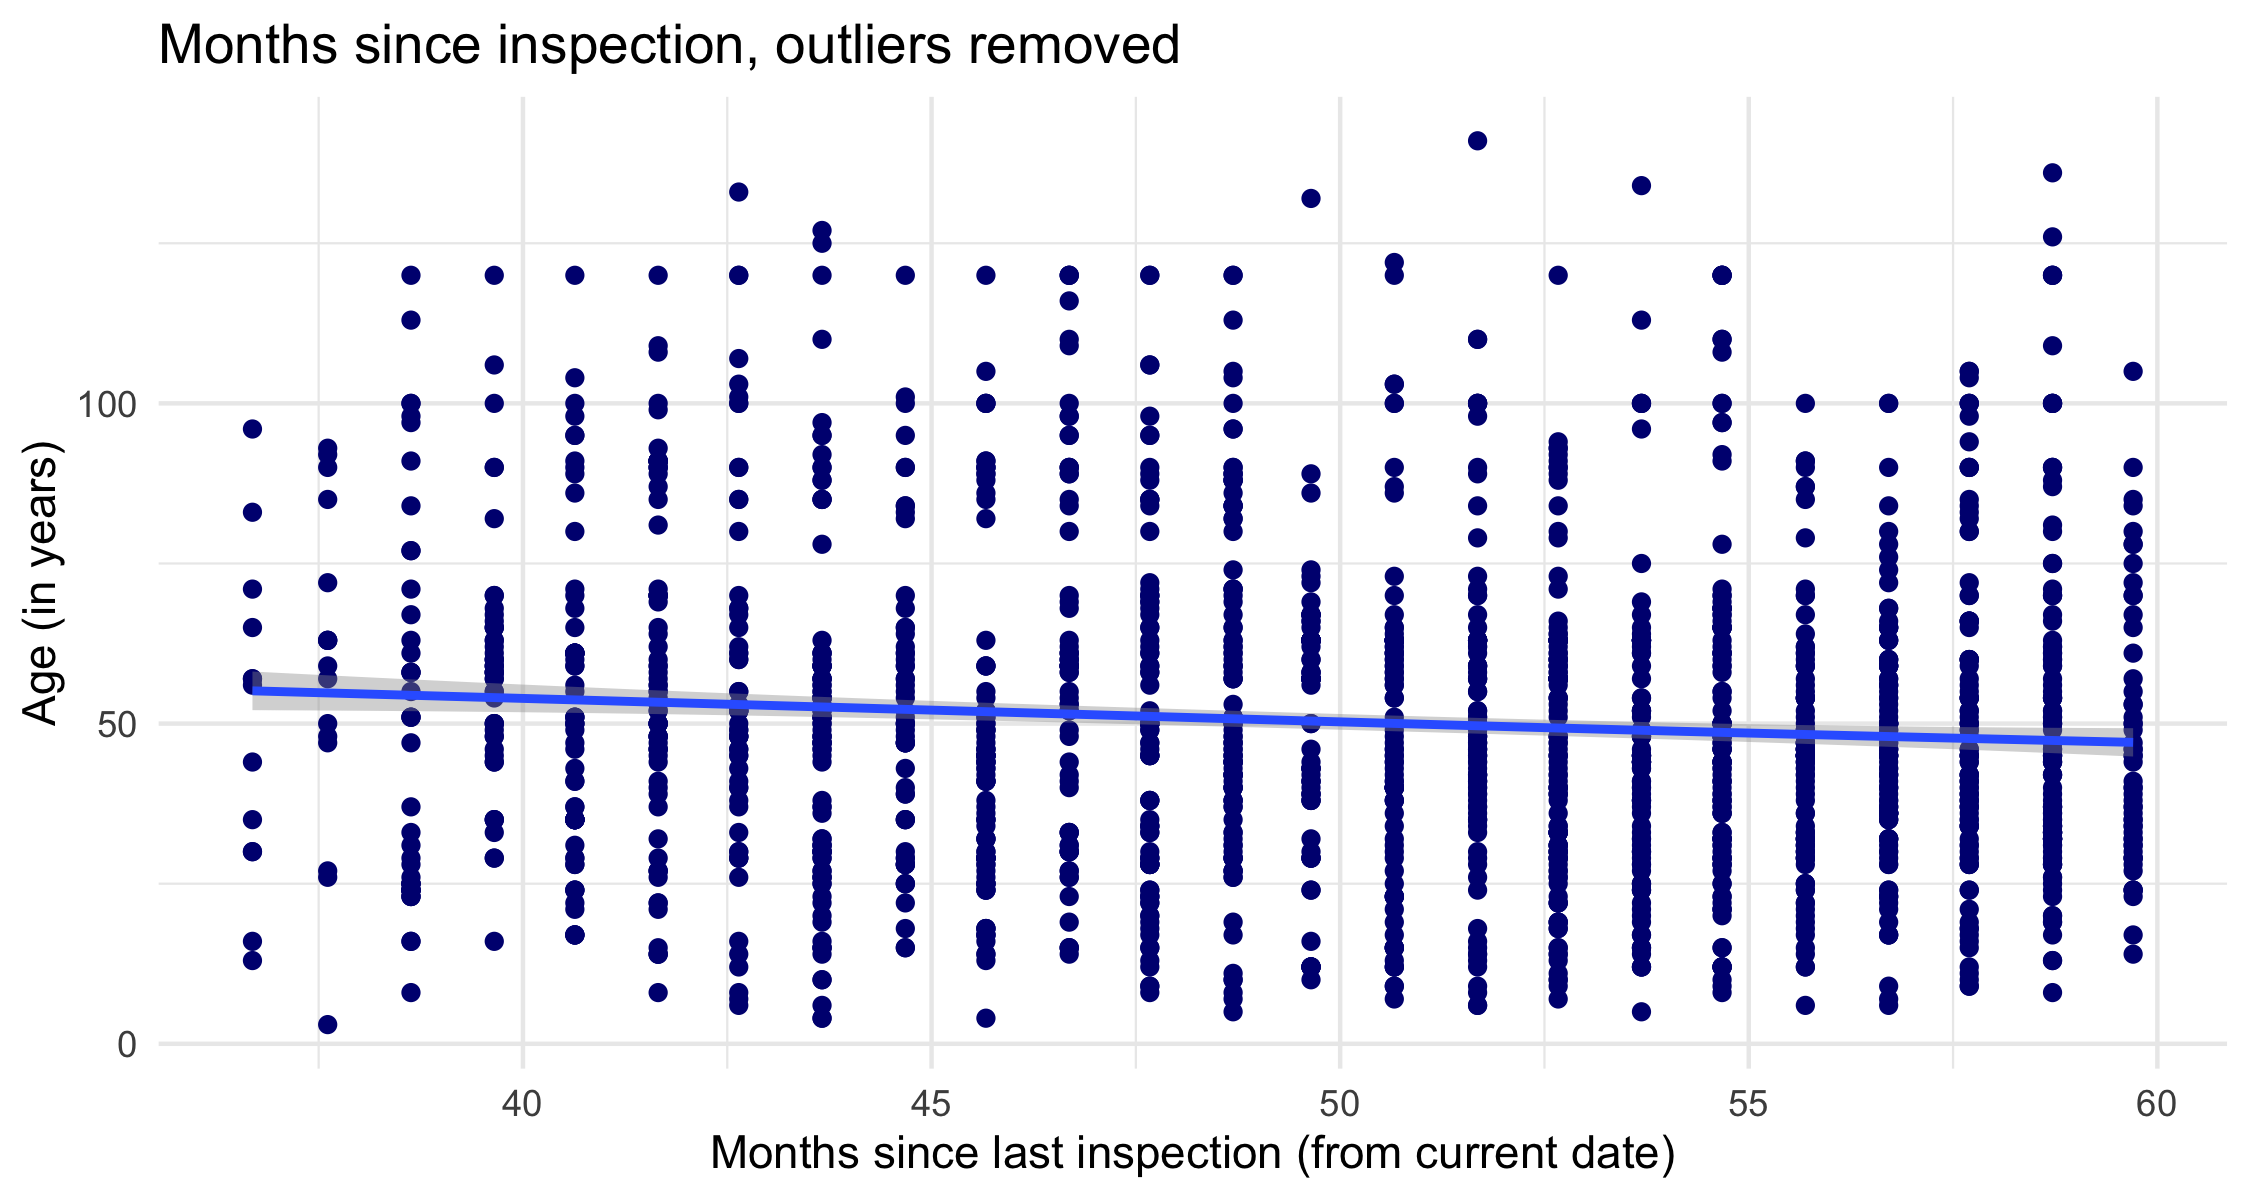 Months since inspection, outliers removed
Age (in years)
100
50
0
40 45 50 55 60
Months since last inspection (from current date)